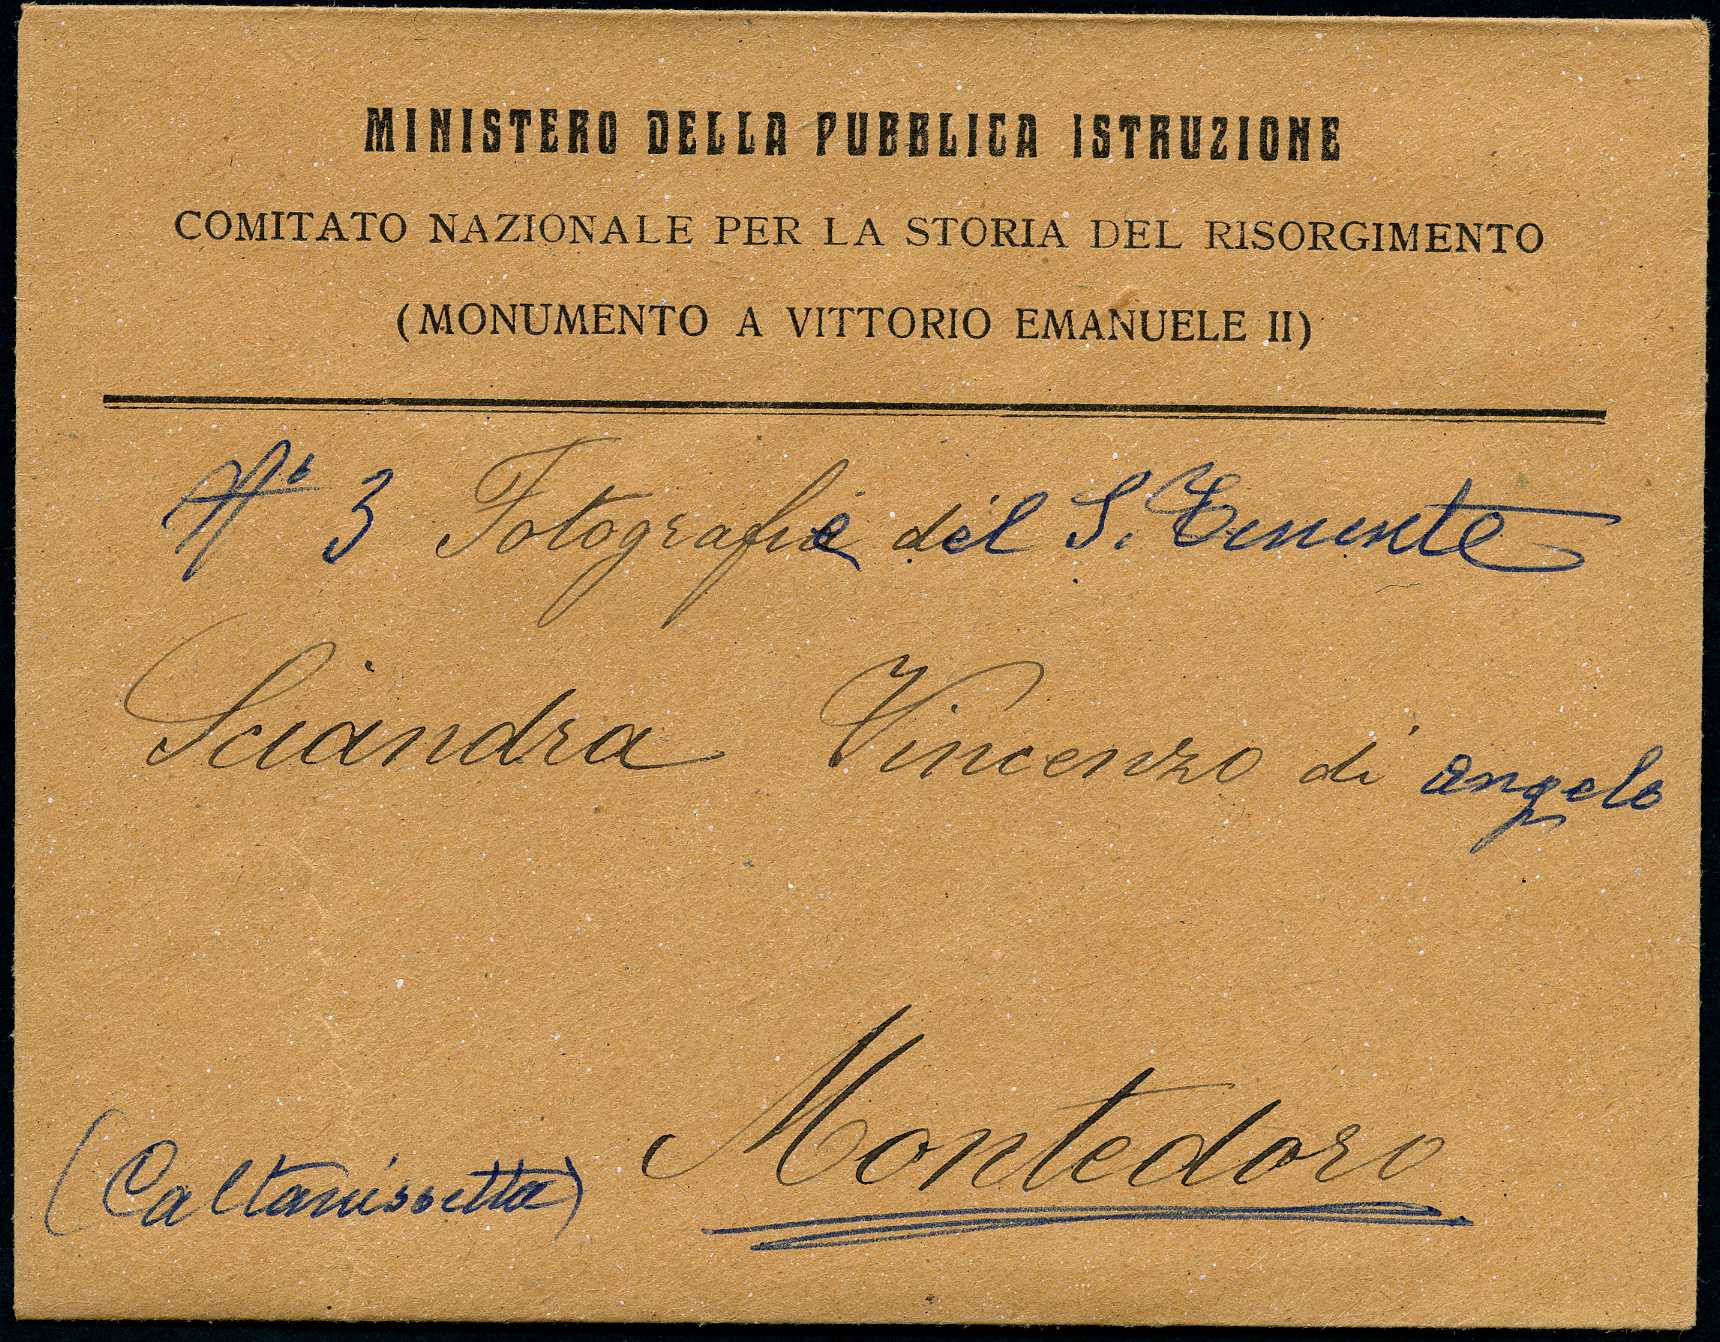 MINISTERO DELLA PUBBLICA ISTRUZIONE
COMITATO NAZIONALE PER LA STORIA DEL RISORGIMENTO
(MONUMENTO A VITTORIO EMANUELE II)
N° 3 Fotografie del S. Tenente
Sciandra Vincenzo di Angelo
(Caltanissetta) Montedoro